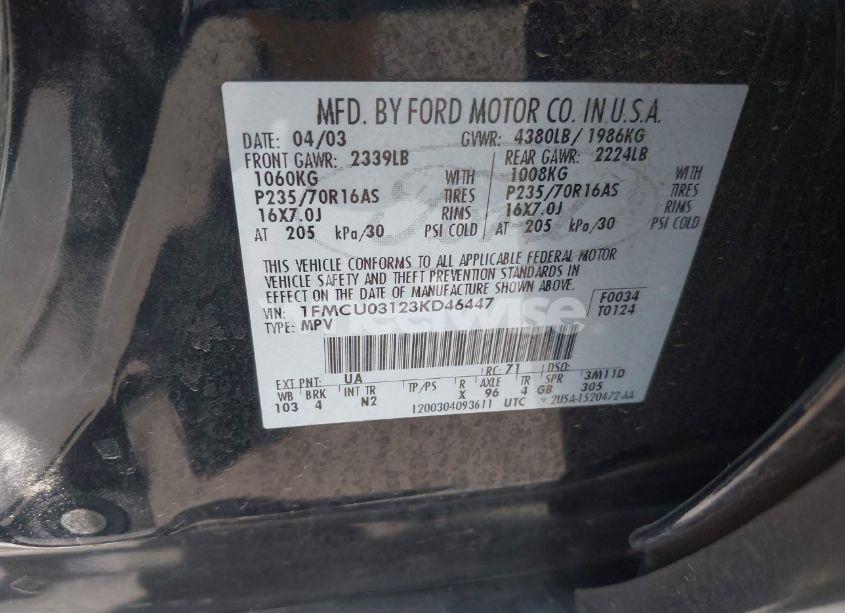 MFD. BY FORD MOTOR CO. IN U.S.A.
DATE: 04/03 GVWR: 4380LB/ 1986KG
FRONT GAWR: 2339LB REAR GAWR: 2224LB
1060KG WITH 1008KG WITH
P235/70R16AS TIRES P235/70R16AS TIRES
16X7.0J RIMS 16X7.0J RIMS
AT 205 kPa/30 PSI COLD AT 205 kPa/30 PSI COLD
Ford
THIS VEHICLE CONFORMS TO ALL APPLICABLE FEDERAL MOTOR
VEHICLE SAFETY AND THEFT PREVENTION STANDARDS IN
EFFECT ON THE DATE OF MANUFACTURE SHOWN ABOVE.
VIN: 1FMCU03123KD46447 F0034
TYPE: MPV T0124
wheelwise
EXT PNT: UA RC: 71 DSO:
WB BRK INT TR TP/PS R AXLE TR SPR 3M11D
103 4 N2 X 96 4 GB 305
1200304093611 UTC 2U5A-1520472-AA